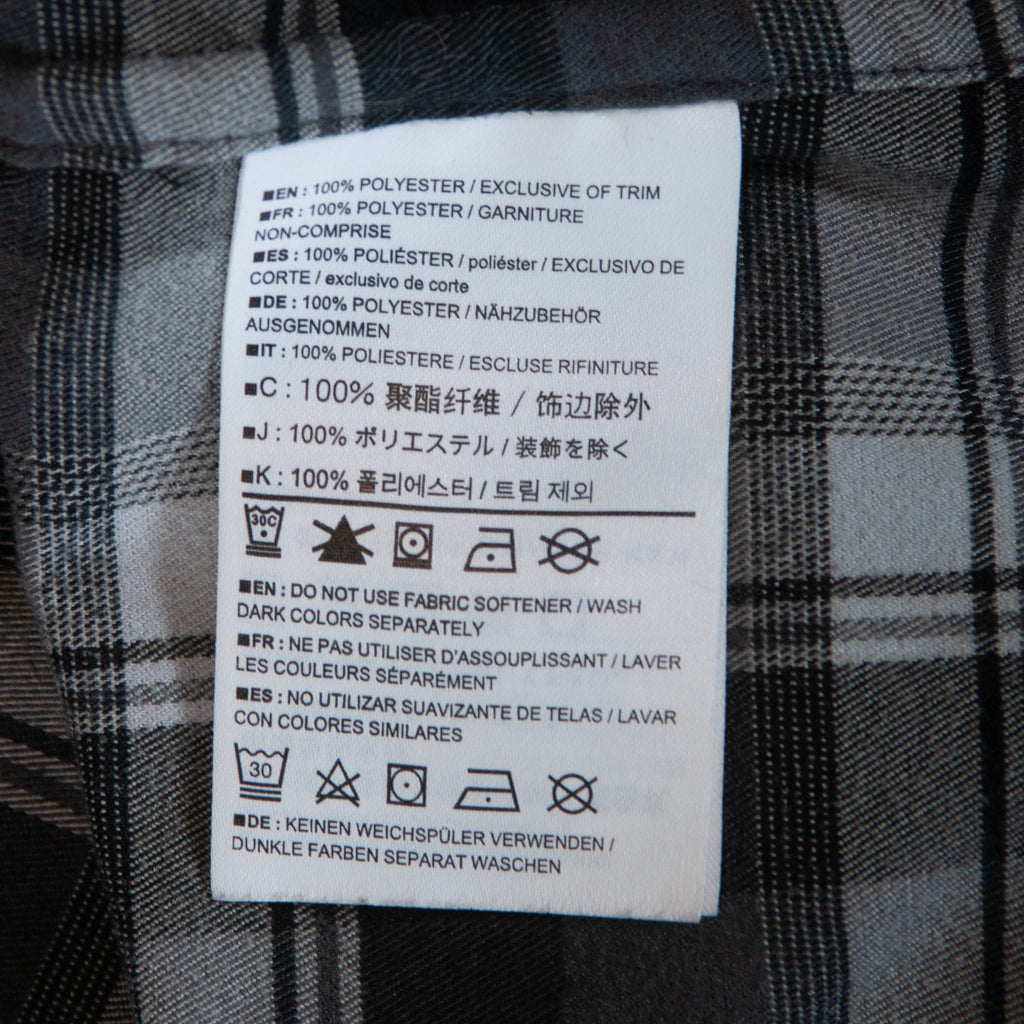 ■EN : 100% POLYESTER / EXCLUSIVE OF TRIM
■FR : 100% POLYESTER / GARNITURE
NON-COMPRISE
■ES : 100% POLIÉSTER / poliéster / EXCLUSIVO DE
CORTE / exclusivo de corte
■DE : 100% POLYESTER / NÄHZUBEHÖR
AUSGENOMMEN
■IT : 100% POLIESTERE / ESCLUSE RIFINITURE
■C : 100% 聚酯纤维 / 饰边除外
■J : 100% ポリエステル / 装飾を除く
■K : 100% 폴리에스터 / 트림 제외
30C
■EN : DO NOT USE FABRIC SOFTENER / WASH
DARK COLORS SEPARATELY
■FR : NE PAS UTILISER D'ASSOUPLISSANT / LAVER
LES COULEURS SÉPARÉMENT
■ES : NO UTILIZAR SUAVIZANTE DE TELAS / LAVAR
CON COLORES SIMILARES
30
■DE : KEINEN WEICHSPÜLER VERWENDEN /
DUNKLE FARBEN SEPARAT WASCHEN